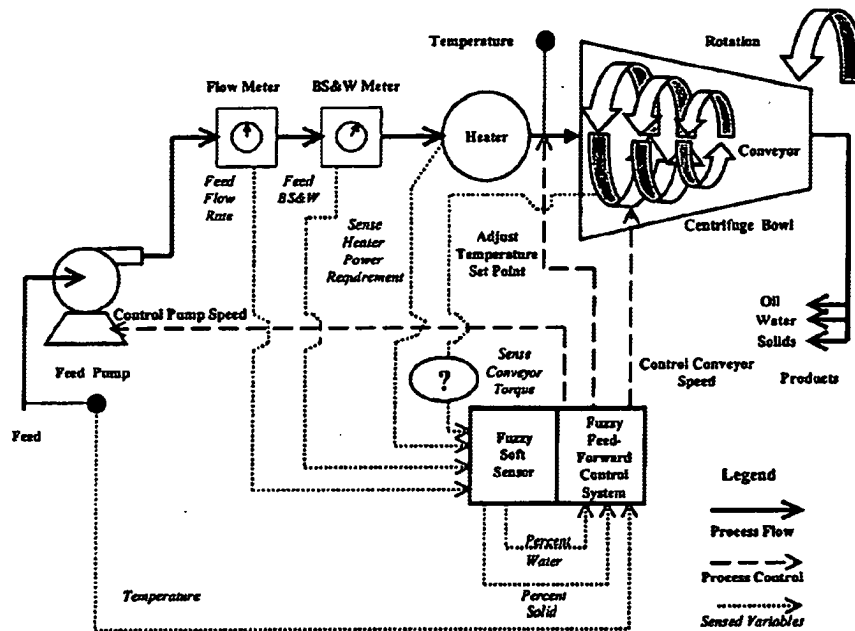 Temperature
Rotation
Flow Meter
BS&W Meter
Heater
Conveyor
Feed
Flow
Rate
Feed
BS&W
Sense
Heater
Power
Requirement
Adjust
Temperature
Set Point
Centrifuge Bowl
Control Pump Speed
Oil
Water
Solids
Feed Pump
?
Sense
Conveyor
Torque
Control Conveyor
Speed
Products
Feed
Fuzzy
Soft
Sensor
Fuzzy
Feed-
Forward
Control
System
Legend
Process Flow
Percent
Water
Process Control
Temperature
Percent
Solid
Sensed Variables